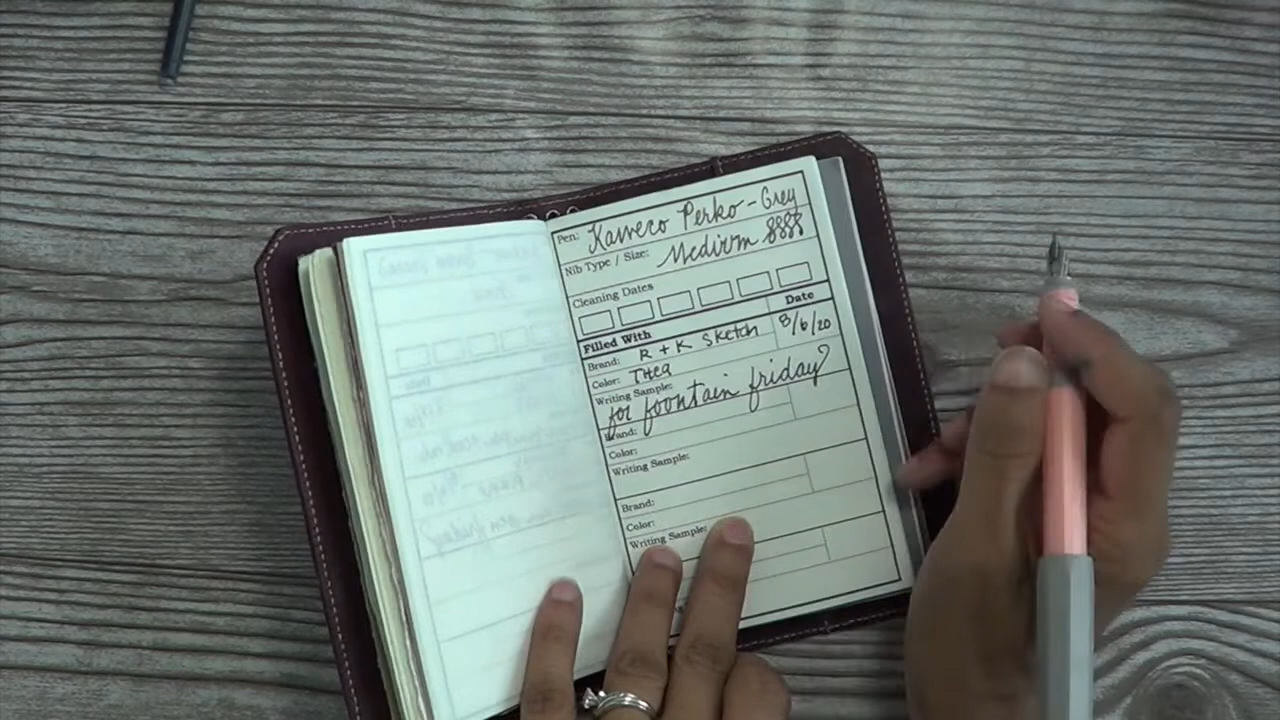 Pen: Kaweco Perko - Grey
Nib Type / Size: Medium
Cleaning Dates
Filled With Date
Brand: R + K Sketch 8/6/20
Color: Thea
Writing Sample:
for fountain friday?
Brand:
Color:
Writing Sample:
Brand:
Color:
Writing Sample: